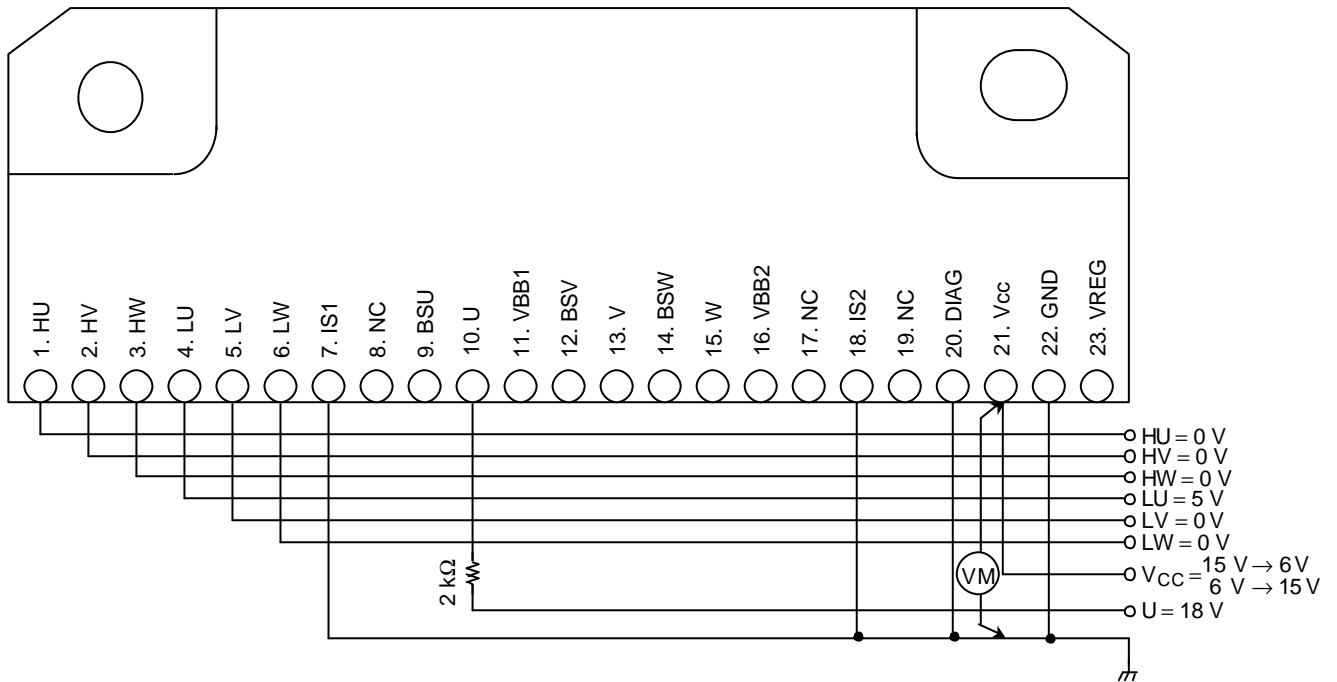 1. HU
2. HV
3. HW
4. LU
5. LV
6. LW
7. IS1
8. NC
9. BSU
10. U
11. VBB1
12. BSV
13. V
14. BSW
15. W
16. VBB2
17. NC
18. IS2
19. NC
20. DIAG
21. Vcc
22. GND
23. VREG
HU = 0 V
HV = 0 V
HW = 0 V
LU = 5 V
LV = 0 V
LW = 0 V
2 kΩ
VM
VCC = 15 V → 6 V
6 V → 15 V
U = 18 V